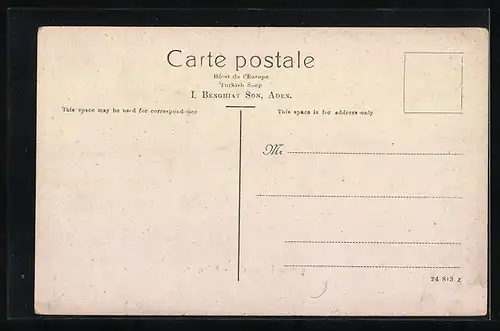 Carte postale
Hôtel de l'Europe
Turkish Shop
I. Benghiat Son, Aden.
This space may be used for correspondence
This space is for address only
M
24 813 z